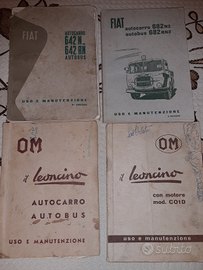 FIAT
AUTOCARRO
642 N
642 RN
AUTOBUS
USO E MANUTENZIONE
FIAT
autocarro 682 N2
autobus 682 RN2
USO E MANUTENZIONE
OM
il leoncino
AUTOCARRO
AUTOBUS
USO E MANUTENZIONE
OM
il leoncino
con motore
mod. CO1D
uso e manutenzione
subito